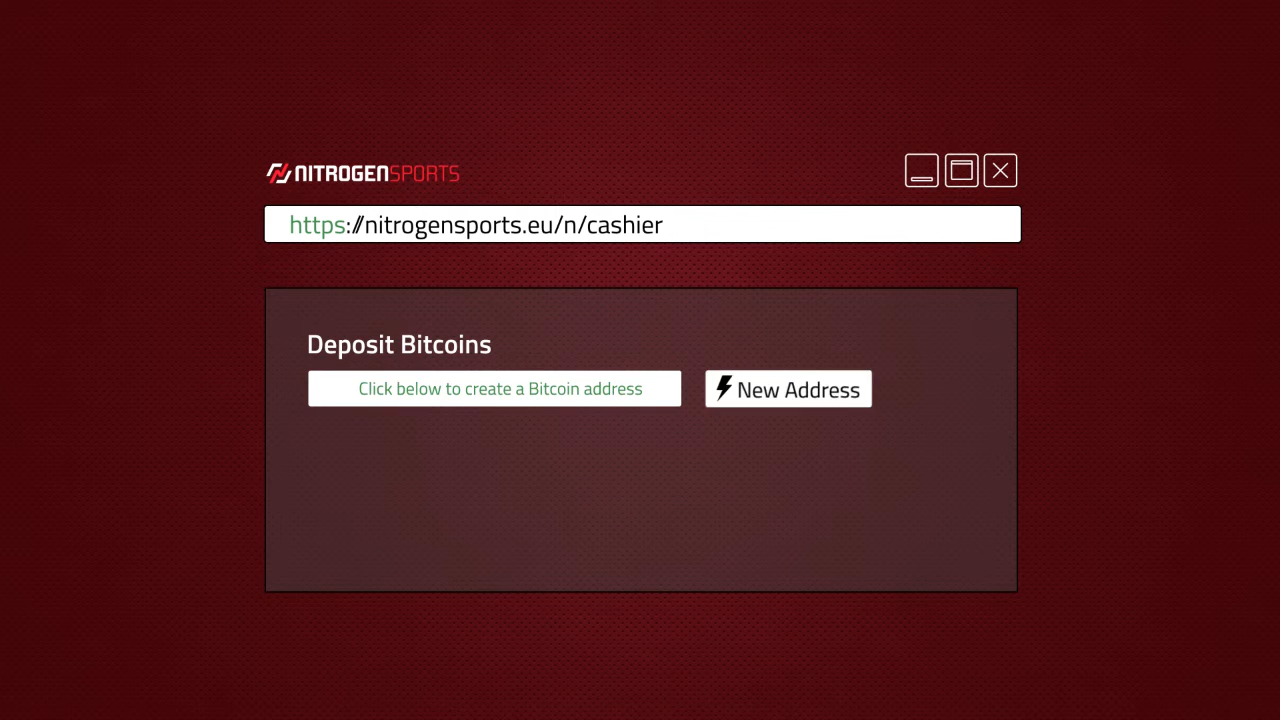 NITROGENSPORTS
https://nitrogensports.eu/n/cashier
Deposit Bitcoins
Click below to create a Bitcoin address
New Address